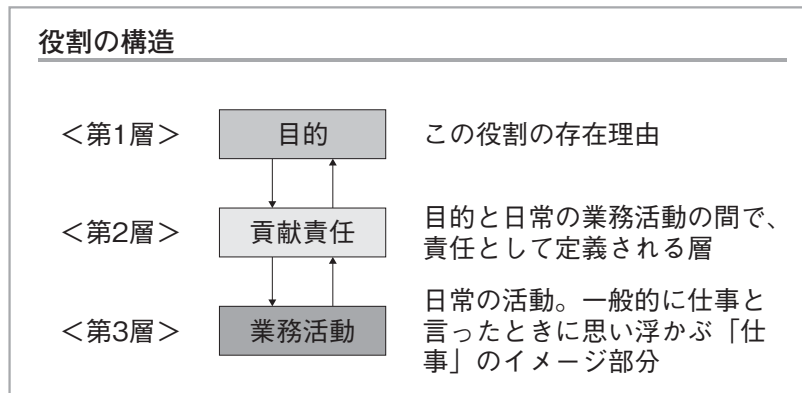 役割の構造
＜第1層＞
目的
この役割の存在理由
＜第2層＞
貢献責任
目的と日常の業務活動の間で、
責任として定義される層
＜第3層＞
業務活動
日常の活動。一般的に仕事と
言ったときに思い浮かぶ「仕
事」のイメージ部分